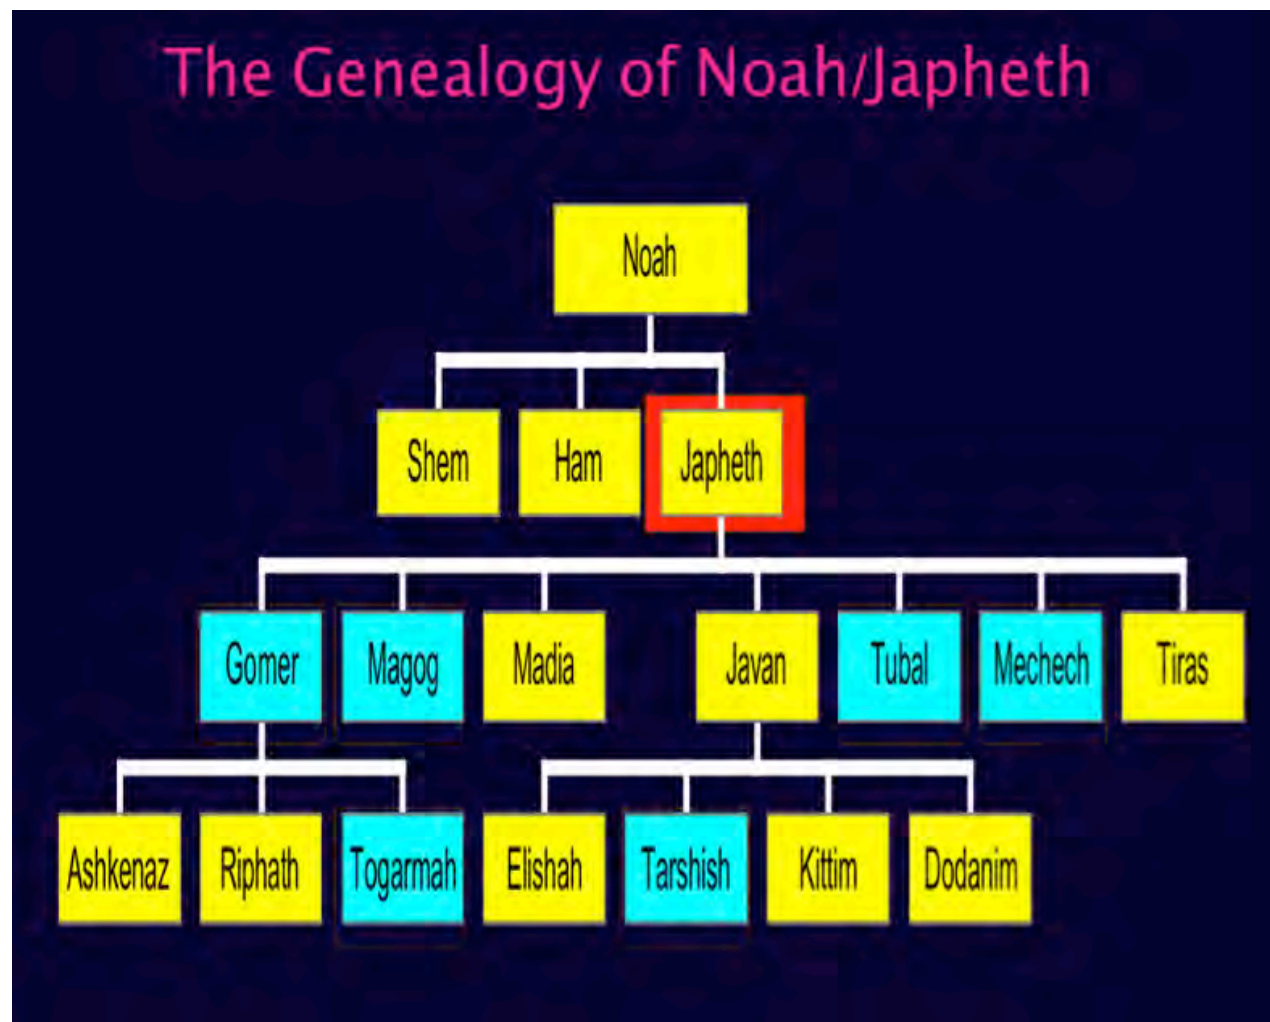 The Genealogy of Noah/Japheth
Noah
Shem
Ham
Japheth
Gomer
Magog
Madia
Javan
Tubal
Mechech
Tiras
Ashkenaz
Riphath
Togarmah
Elishah
Tarshish
Kittim
Dodanim